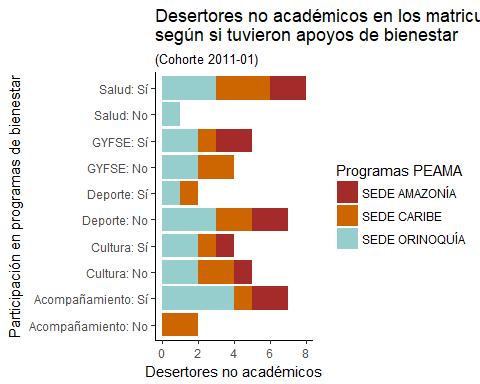 Desertores no académicos en los matricu
según si tuvieron apoyos de bienestar
(Cohorte 2011-01)
Participación en programas de bienestar
Salud: Sí
Salud: No
GYFSE: Sí
GYFSE: No
Deporte: Sí
Deporte: No
Cultura: Sí
Cultura: No
Acompañamiento: Sí
Acompañamiento: No
0 2 4 6 8
Desertores no académicos
Programas PEAMA
SEDE AMAZONÍA
SEDE CARIBE
SEDE ORINOQUÍA